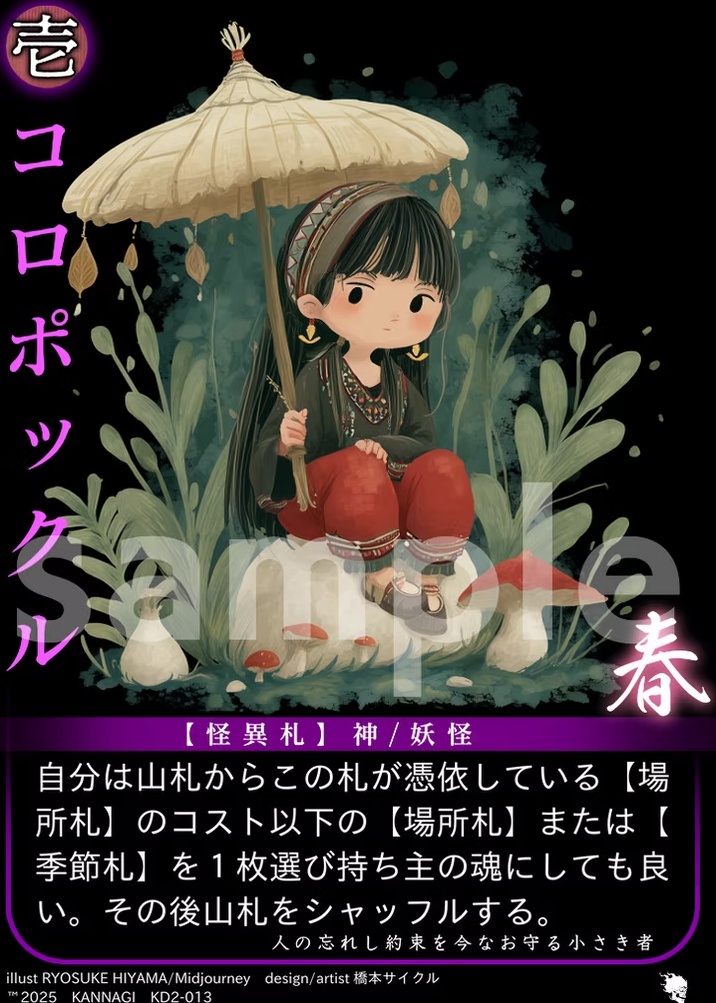 壱
コロポックル
sample
春
【怪異札】神/妖怪
自分は山札からこの札が憑依している【場
所札】のコスト以下の【場所札】または【
季節札】を１枚選び持ち主の魂にしても良
い。その後山札をシャッフルする。
人の忘れし約束を今なお守る小さき者
illust RYOSUKE HIYAMA/Midjourney　design/artist 橋本サイクル
™2025　KANNAGI　KD2-013